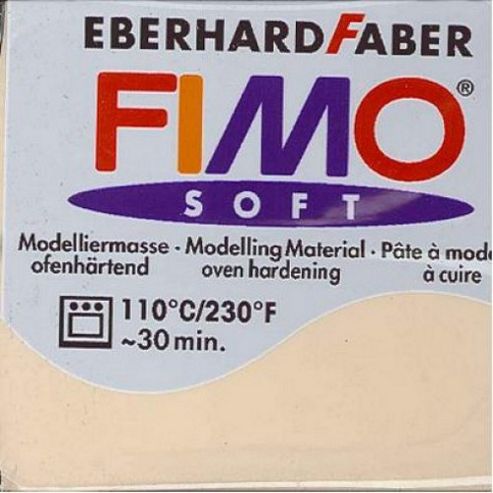 EBERHARDFABER
FIMO®
SOFT
Modelliermasse · Modelling Material · Pâte à mode
ofenhärtend oven hardening à cuire
110°C/230°F
~30 min.